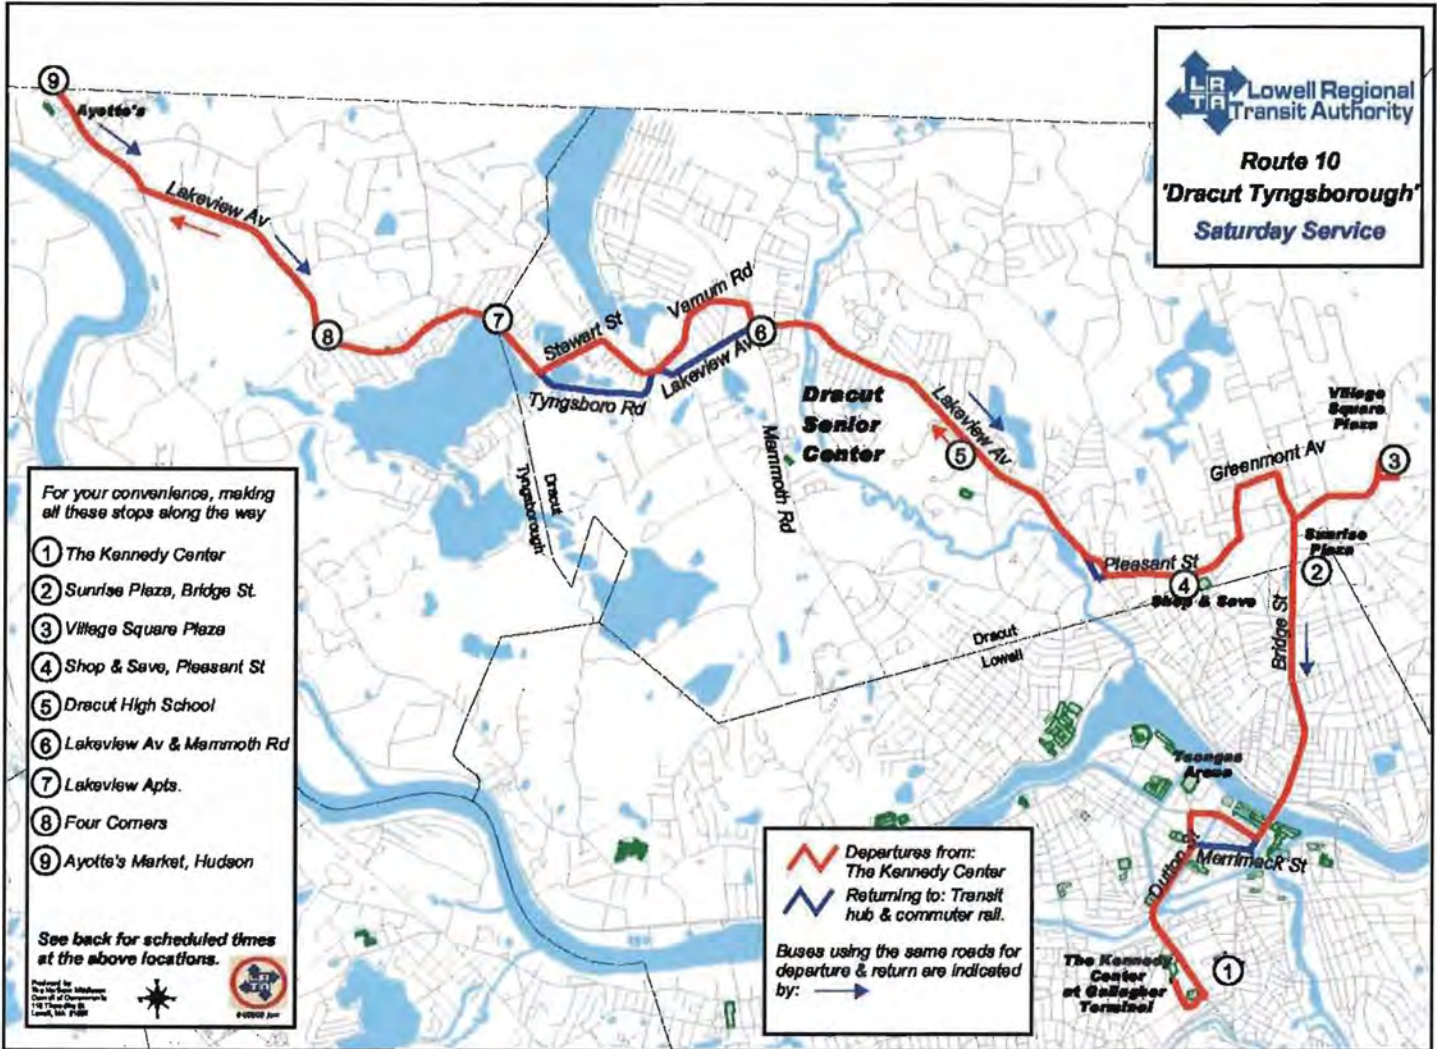 9
Ayotte's
Lakeview Av
8
7
Stewart St
Varnum Rd
6
Tyngsboro Rd
Lakeview Av
Mammoth Rd
Dracut
Senior
Center
Lakeview Av
5
Dracut
Tyngsborough
Greenmont Av
Village
Square
Plaza
3
Sunrise
Plaza
2
Pleasant St
4
Shop & Save
Dracut
Lowell
Bridge St
Tsongas
Arena
Merrimack St
Dutton St
The Kennedy
Center
at Gallagher
Terminal
1
LRTA
Lowell Regional
Transit Authority
Route 10
'Dracut Tyngsborough'
Saturday Service
For your convenience, making
all these stops along the way
1 The Kennedy Center
2 Sunrise Plaza, Bridge St.
3 Village Square Plaza
4 Shop & Save, Pleasant St
5 Dracut High School
6 Lakeview Av & Mammoth Rd
7 Lakeview Apts.
8 Four Corners
9 Ayotte's Market, Hudson
See back for scheduled times
at the above locations.
Produced by
Lowell, MA
Departures from:
The Kennedy Center
Returning to: Transit
hub & commuter rail.
Buses using the same roads for
departure & return are indicated
by: